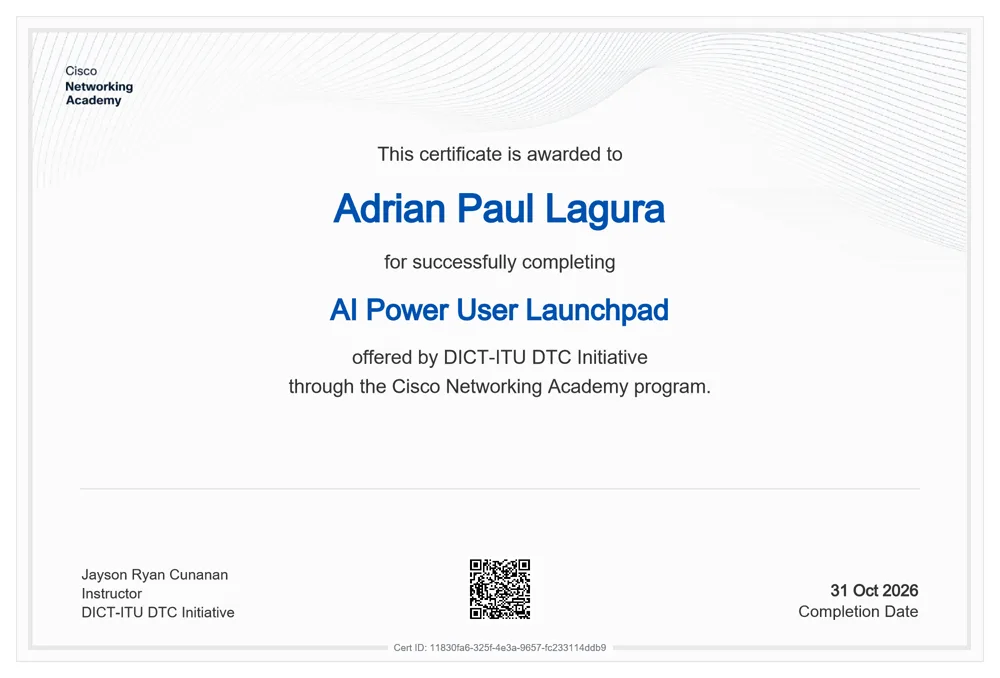 Cisco
Networking
Academy
This certificate is awarded to
Adrian Paul Lagura
for successfully completing
AI Power User Launchpad
offered by DICT-ITU DTC Initiative
through the Cisco Networking Academy program.
Jayson Ryan Cunanan
Instructor
DICT-ITU DTC Initiative
31 Oct 2026
Completion Date
Cert ID: 11830fa6-325f-4e3a-9657-fc233114ddb9